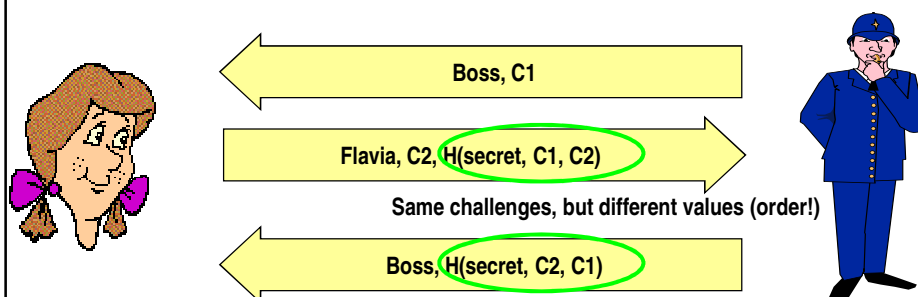 Boss, C1
Flavia, C2, H(secret, C1, C2)
Same challenges, but different values (order!)
Boss, H(secret, C2, C1)